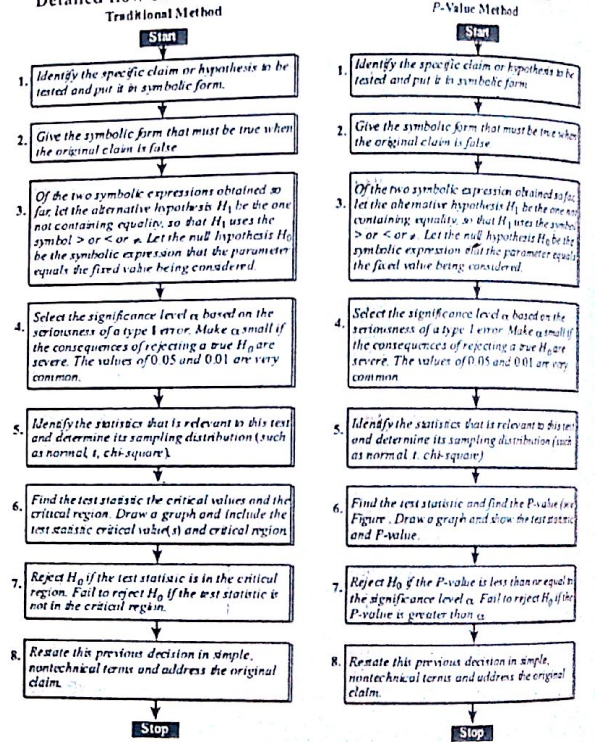 Traditional Method
Start
1. Identify the specific claim or hypothesis to be
tested and put it in symbolic form.
2. Give the symbolic form that must be true when
the original claim is false
3. Of the two symbolic expressions obtained so
far, let the alternative hypothesis H₁ be the one
not containing equality, so that H₁ uses the
symbol > or < or ≠. Let the null hypothesis H₀
be the symbolic expression that the parameter
equals the fixed value being considered.
4. Select the significance level α based on the
seriousness of a type 1 error. Make α small if
the consequences of rejecting a true H₀ are
severe. The values of 0.05 and 0.01 are very
common.
5. Identify the statistics that is relevant to this test
and determine its sampling distribution (such
as normal, t, chi-square).
6. Find the test statistic the critical values and the
critical region. Draw a graph and include the
test statistic critical value(s) and critical region
7. Reject H₀ if the test statistic is in the critical
region. Fail to reject H₀ if the test statistic is
not in the critical region.
8. Restate this previous decision in simple,
nontechnical terms and address the original
claim.
Stop
P-Value Method
Start
1. Identify the specific claim or hypothesis to be
tested and put it in symbolic form
2. Give the symbolic form that must be true when
the original claim is false
3. Of the two symbolic expression obtained so far,
let the alternative hypothesis H₁ be the one not
containing equality, so that H₁ uses the symbol
> or < or ≠. Let the null hypothesis H₀ be the
symbolic expression that the parameter equals
the fixed value being considered.
4. Select the significance level α based on the
seriousness of a type 1 error Make α small if
the consequences of rejecting a true H₀ are
severe. The values of 0.05 and 0.01 are very
common
5. Identify the statistics that is relevant to this test
and determine its sampling distribution (such
as normal, t, chi-square)
6. Find the test statistic and find the P-value (see
Figure . Draw a graph and show the test statistic
and P-value.
7. Reject H₀ if the P-value is less than or equal to
the significance level α. Fail to reject H₀ if the
P-value is greater than α
8. Restate this previous decision in simple,
nontechnical terms and address the original
claim.
Stop